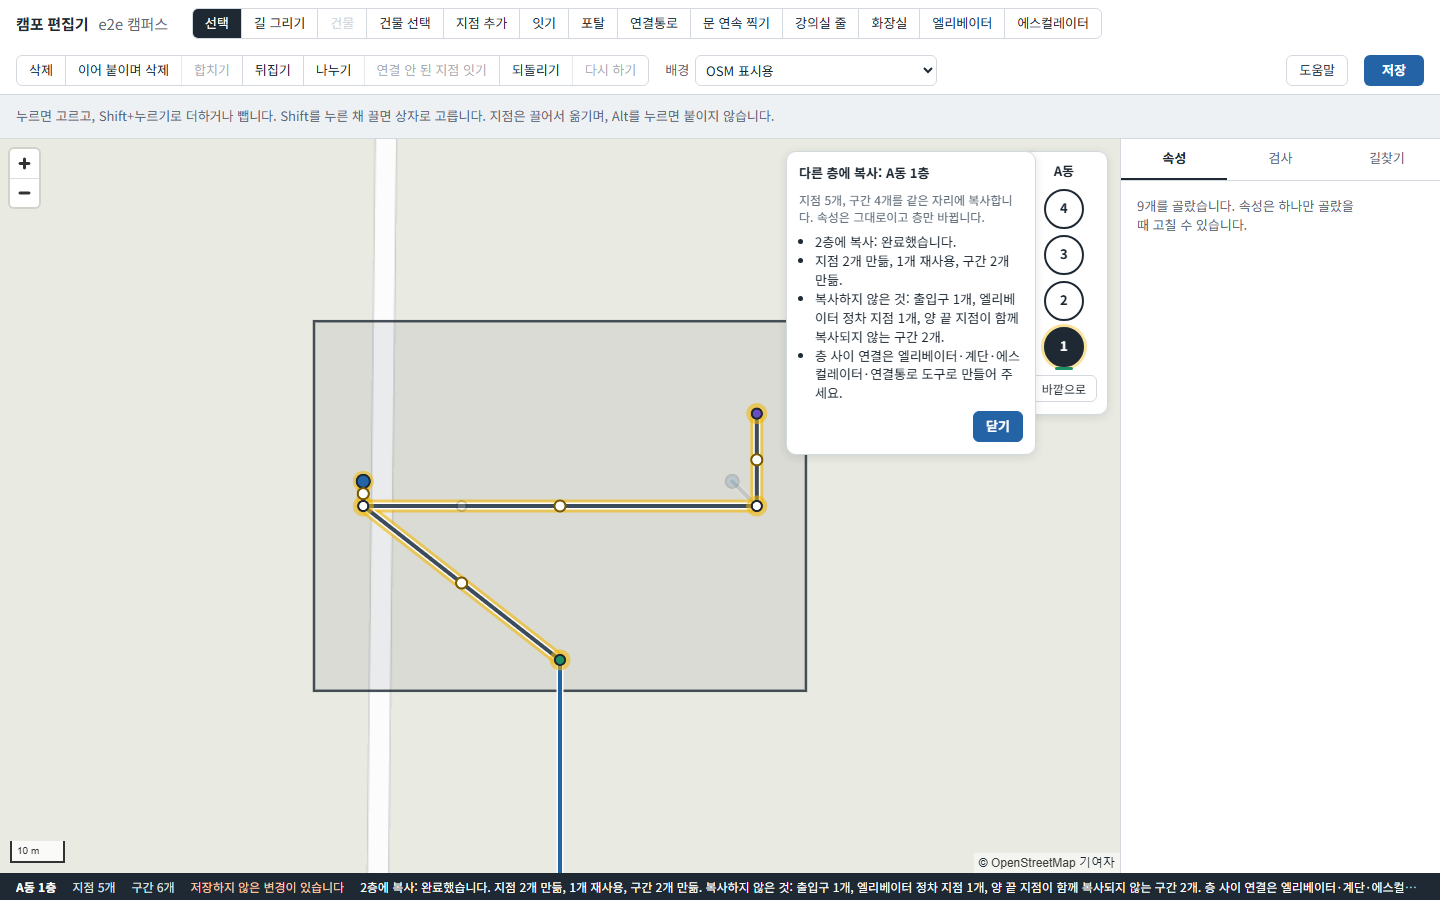 캠포 편집기 e2e 캠퍼스 선택 길 그리기 건물 건물 선택 지점 추가 잇기 포탈 연결통로 문 연속 찍기 강의실 줄 화장실 엘리베이터 에스컬레이터
삭제 이어 붙이며 삭제 합치기 뒤집기 나누기 연결 안 된 지점 잇기 되돌리기 다시 하기 배경 OSM 표시용 도움말 저장
누르면 고르고, Shift+누르기로 더하거나 뺍니다. Shift를 누른 채 끌면 상자로 고릅니다. 지점은 끌어서 옮기며, Alt를 누르면 붙이지 않습니다.
+
−
다른 층에 복사: A동 1층
지점 5개, 구간 4개를 같은 자리에 복사합니
다. 속성은 그대로이고 층만 바뀝니다.
• 2층에 복사: 완료했습니다.
• 지점 2개 만듦, 1개 재사용, 구간 2개
만듦.
• 복사하지 않은 것: 출입구 1개, 엘리베
이터 정차 지점 1개, 양 끝 지점이 함께
복사되지 않는 구간 2개.
• 층 사이 연결은 엘리베이터·계단·에스
컬레이터·연결통로 도구로 만들어 주
세요.
닫기
A동
4
3
2
1
바깥으로
속성 검사 길찾기
9개를 골랐습니다. 속성은 하나만 골랐을
때 고칠 수 있습니다.
10 m
© OpenStreetMap 기여자
A동 1층 지점 5개 구간 6개 저장하지 않은 변경이 있습니다 2층에 복사: 완료했습니다. 지점 2개 만듦, 1개 재사용, 구간 2개 만듦. 복사하지 않은 것: 출입구 1개, 엘리베이터 정차 지점 1개, 양 끝 지점이 함께 복사되지 않는 구간 2개. 층 사이 연결은 엘리베이터·계단·에스컬…